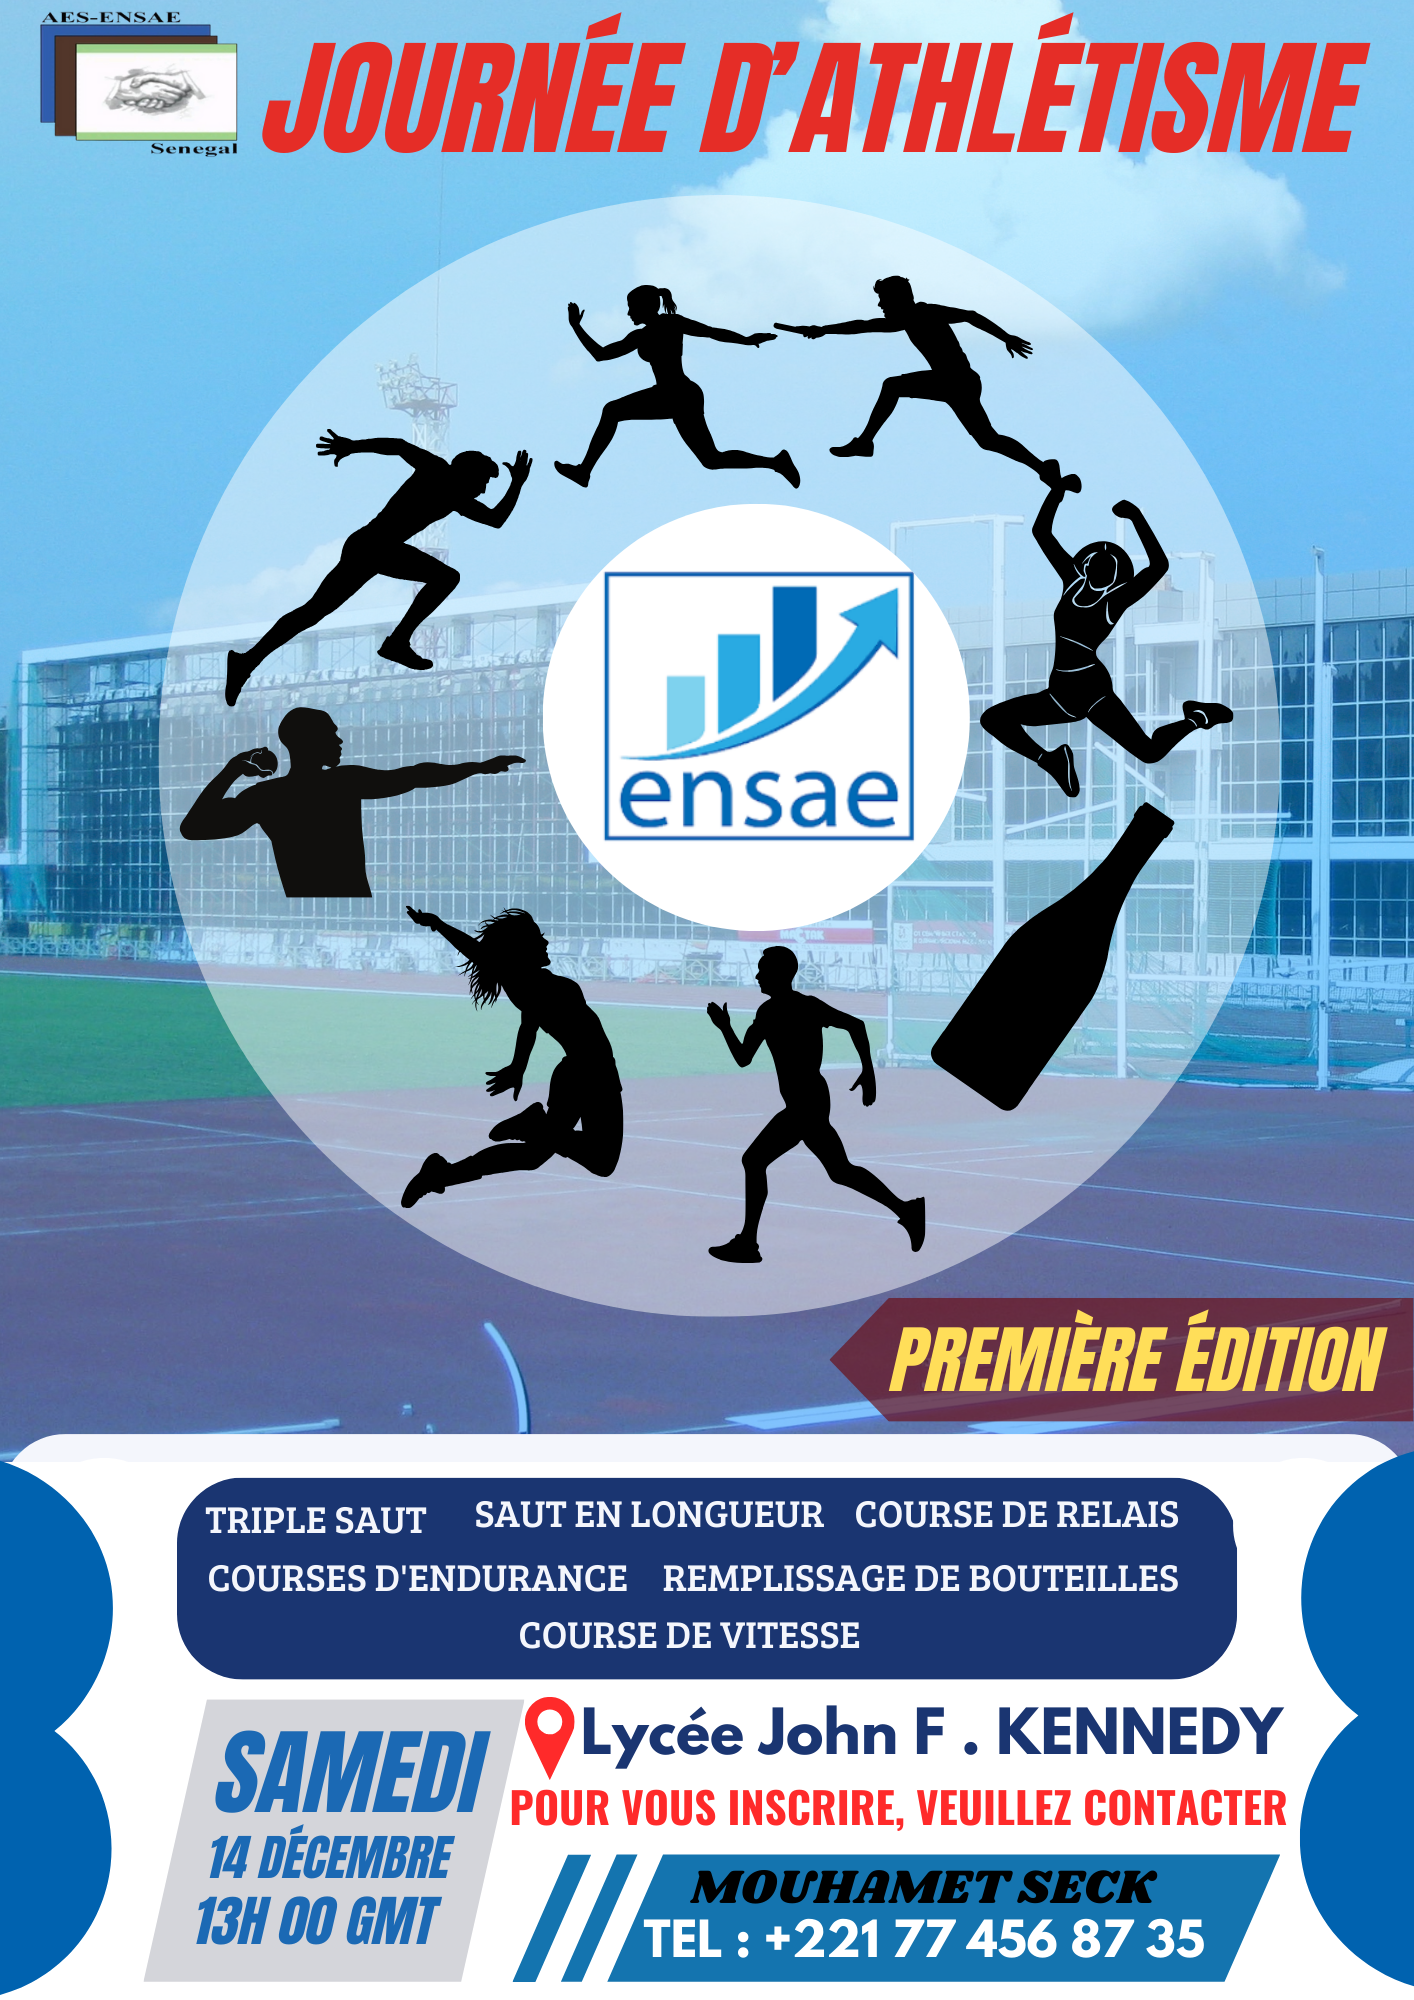 AES-ENSAE
Senegal
JOURNÉE D'ATHLÉTISME
ensae
PREMIÈRE ÉDITION
TRIPLE SAUT SAUT EN LONGUEUR COURSE DE RELAIS
COURSES D'ENDURANCE REMPLISSAGE DE BOUTEILLES
COURSE DE VITESSE
SAMEDI
14 DÉCEMBRE
13H 00 GMT
Lycée John F . KENNEDY
POUR VOUS INSCRIRE, VEUILLEZ CONTACTER
MOUHAMET SECK
TEL : +221 77 456 87 35